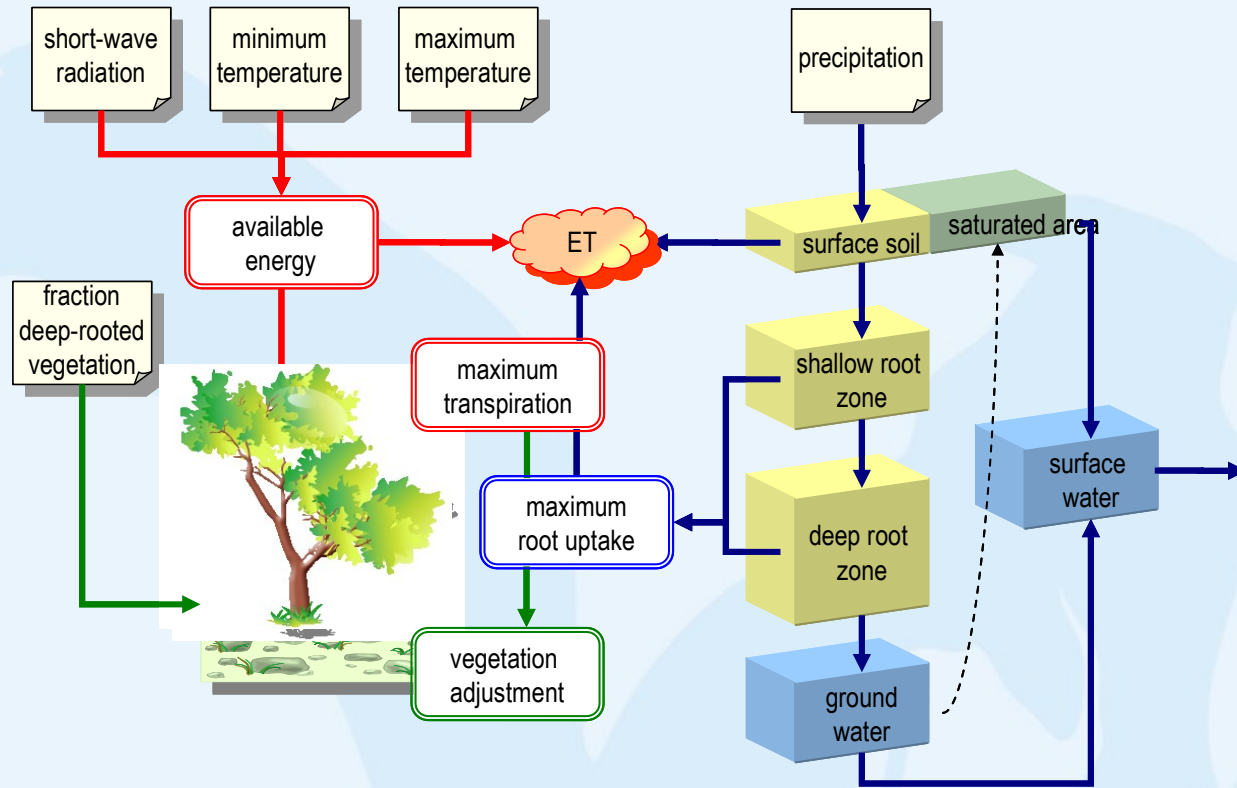 short-wave
radiation
minimum
temperature
maximum
temperature
precipitation
available
energy
ET
surface soil
saturated area
fraction
deep-rooted
vegetation
maximum
transpiration
shallow root
zone
surface
water
maximum
root uptake
deep root
zone
vegetation
adjustment
ground
water